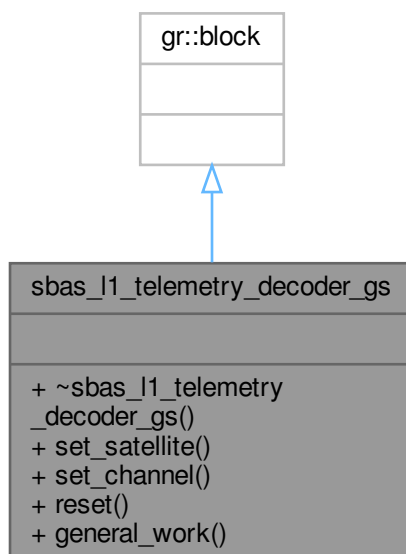 gr::block
sbas_l1_telemetry_decoder_gs
+ ~sbas_l1_telemetry
_decoder_gs()
+ set_satellite()
+ set_channel()
+ reset()
+ general_work()